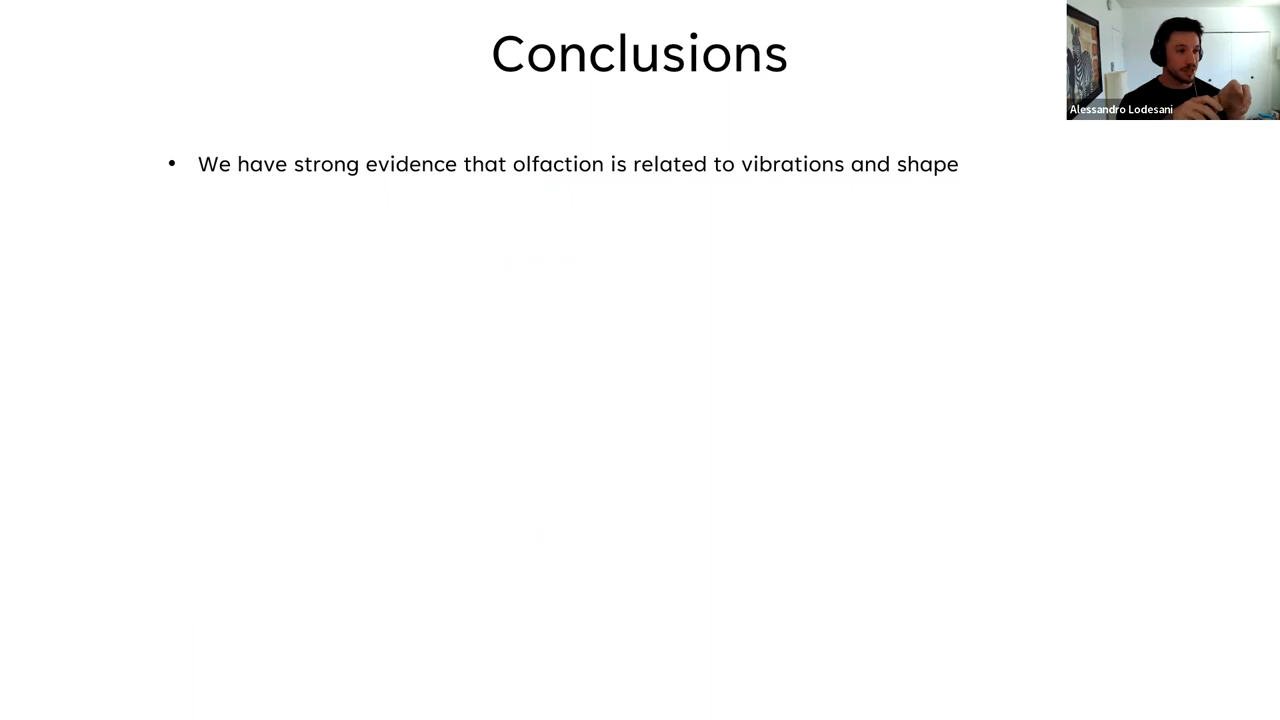 Conclusions
Alessandro Lodesani
• We have strong evidence that olfaction is related to vibrations and shape